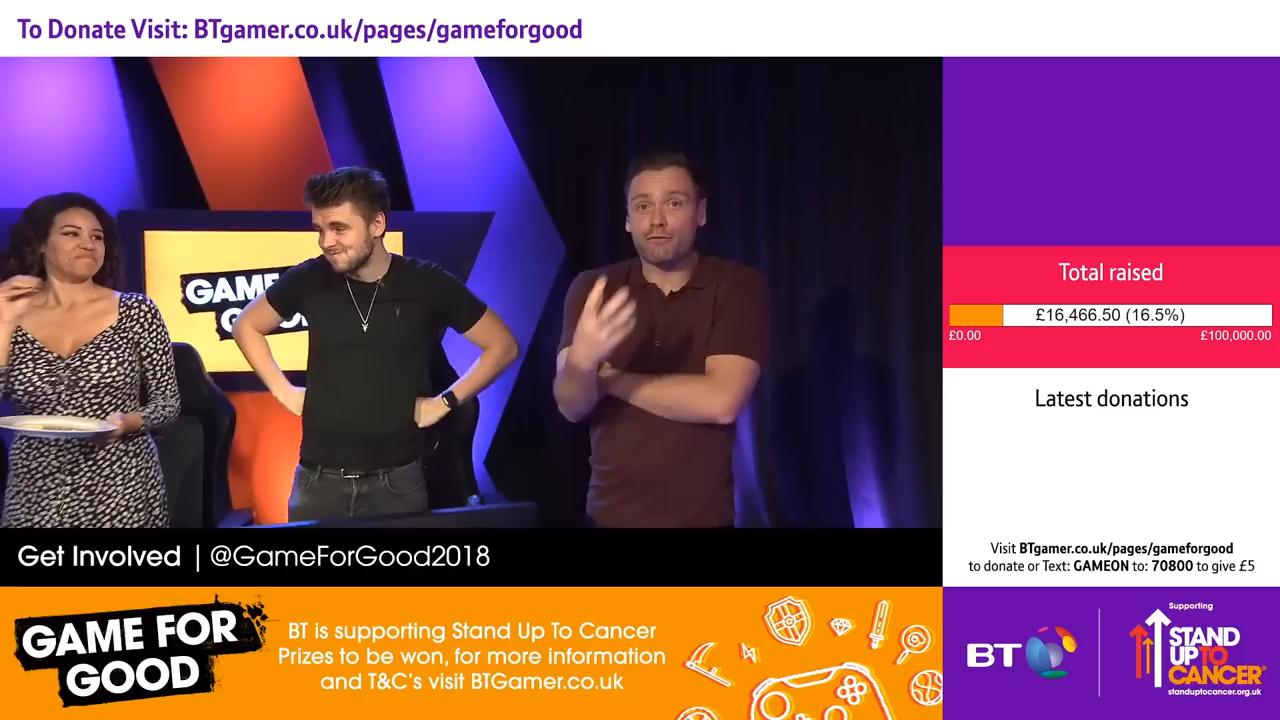 To Donate Visit: BTgamer.co.uk/pages/gameforgood
GAME
GOO
Total raised
£16,466.50 (16.5%)
£0.00
£100,000.00
Latest donations
Visit BTgamer.co.uk/pages/gameforgood
to donate or Text: GAMEON to: 70800 to give £5
Get Involved | @GameForGood2018
GAME FOR
GOOD
BT is supporting Stand Up To Cancer
Prizes to be won, for more information
and T&C's visit BTGamer.co.uk
BT
Supporting
STAND
UP TO
CANCER
standuptocancer.org.uk